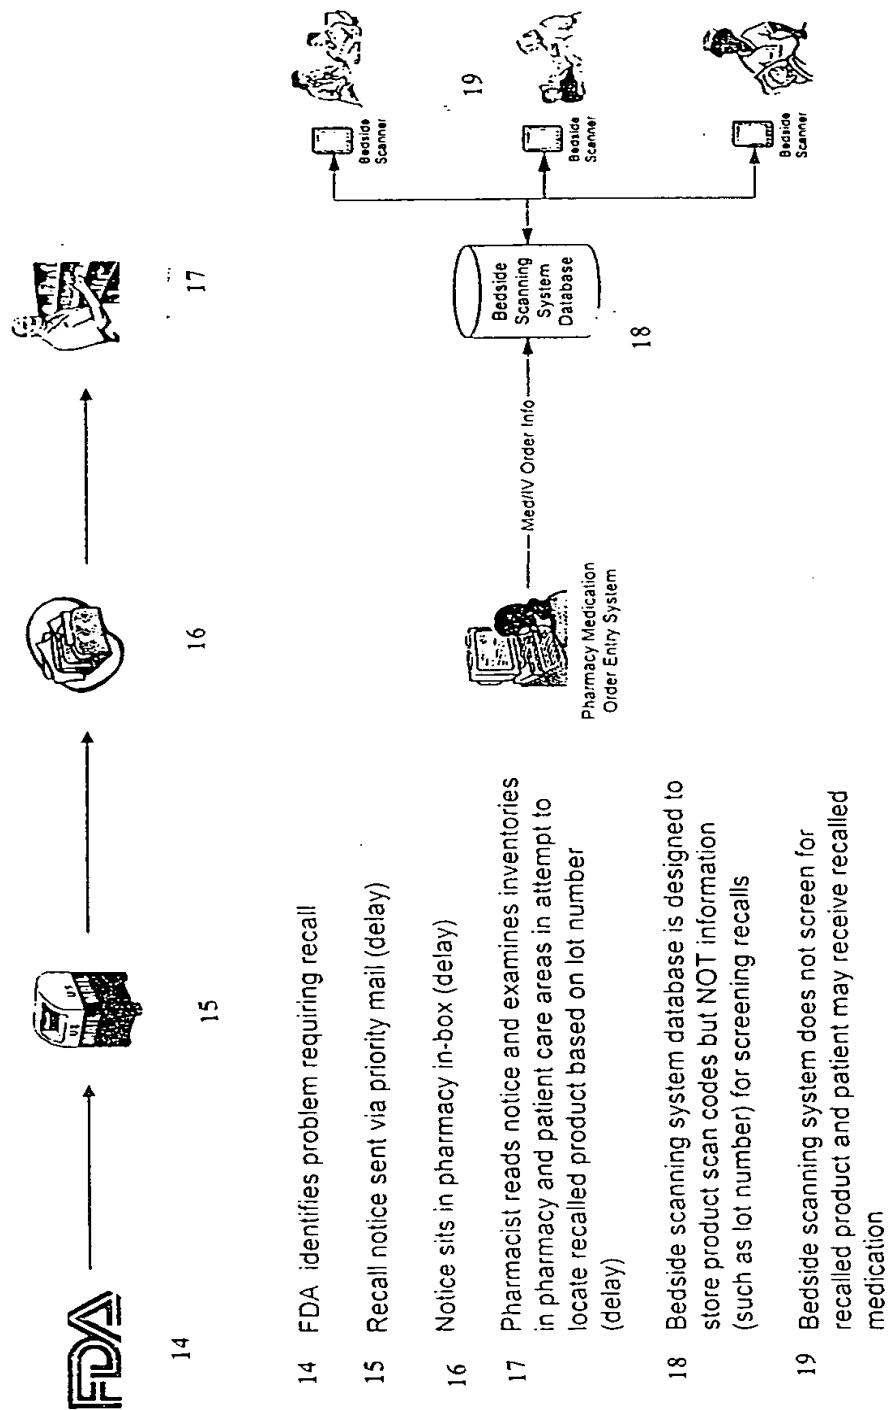 FDA
14
15
16
17
14 FDA identifies problem requiring recall
15 Recall notice sent via priority mail (delay)
16 Notice sits in pharmacy in-box (delay)
17 Pharmacist reads notice and examines inventories
in pharmacy and patient care areas in attempt to
locate recalled product based on lot number
(delay)
18 Bedside scanning system database is designed to
store product scan codes but NOT information
(such as lot number) for screening recalls
19 Bedside scanning system does not screen for
recalled product and patient may receive recalled
medication
Pharmacy Medication
Order Entry System
Med/IV Order Info
Bedside
Scanning
System
Database
18
Bedside
Scanner
19
Bedside
Scanner
Bedside
Scanner